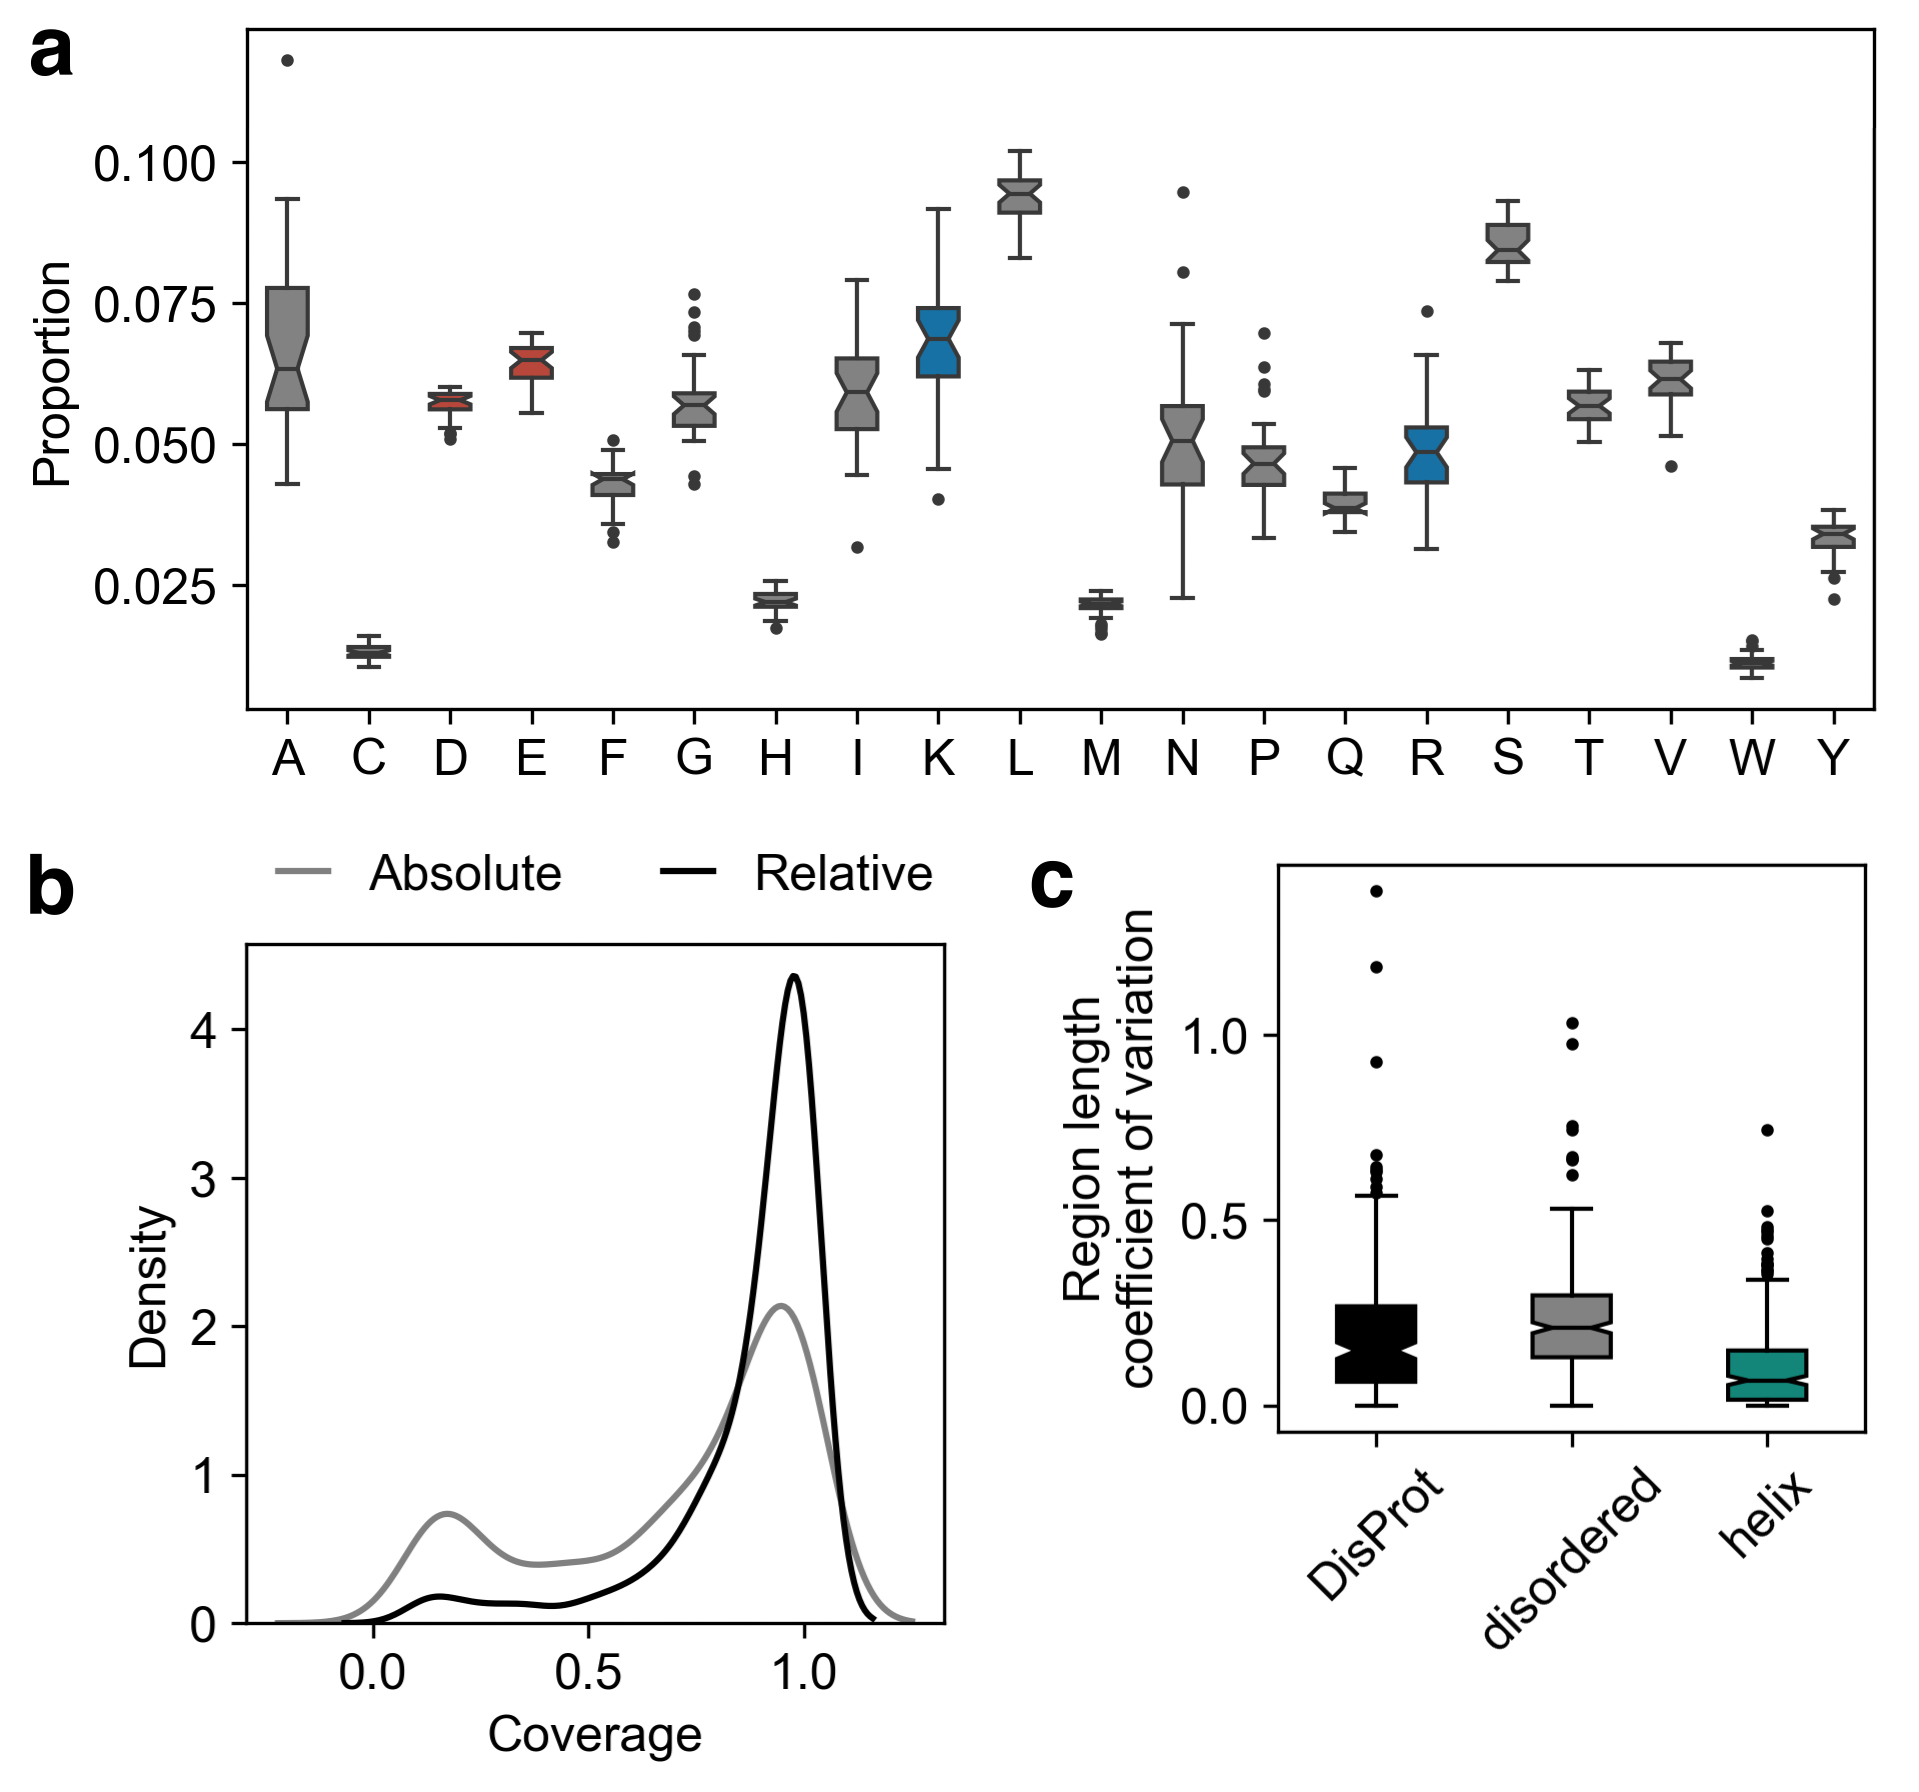 a
Proportion
0.100
0.075
0.050
0.025
A C D E F G H I K L M N P Q R S T V W Y
b
Absolute Relative
Density
4
3
2
1
0
0.0 0.5 1.0
Coverage
c
Region length
coefficient of variation
1.0
0.5
0.0
DisProt
disordered
helix